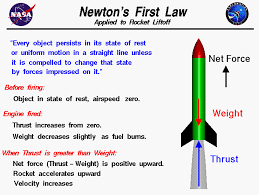 NASA
Newton's First Law
Applied to Rocket Liftoff
"Every object persists in its state of rest
or uniform motion in a straight line unless
it is compelled to change that state
by forces impressed on it."
Before firing:
Object in state of rest, airspeed zero.
Engine fired:
Thrust increases from zero.
Weight decreases slightly as fuel burns.
When Thrust is greater than Weight:
Net force (Thrust - Weight) is positive upward.
Rocket accelerates upward
Velocity increases
Net Force
Weight
Thrust